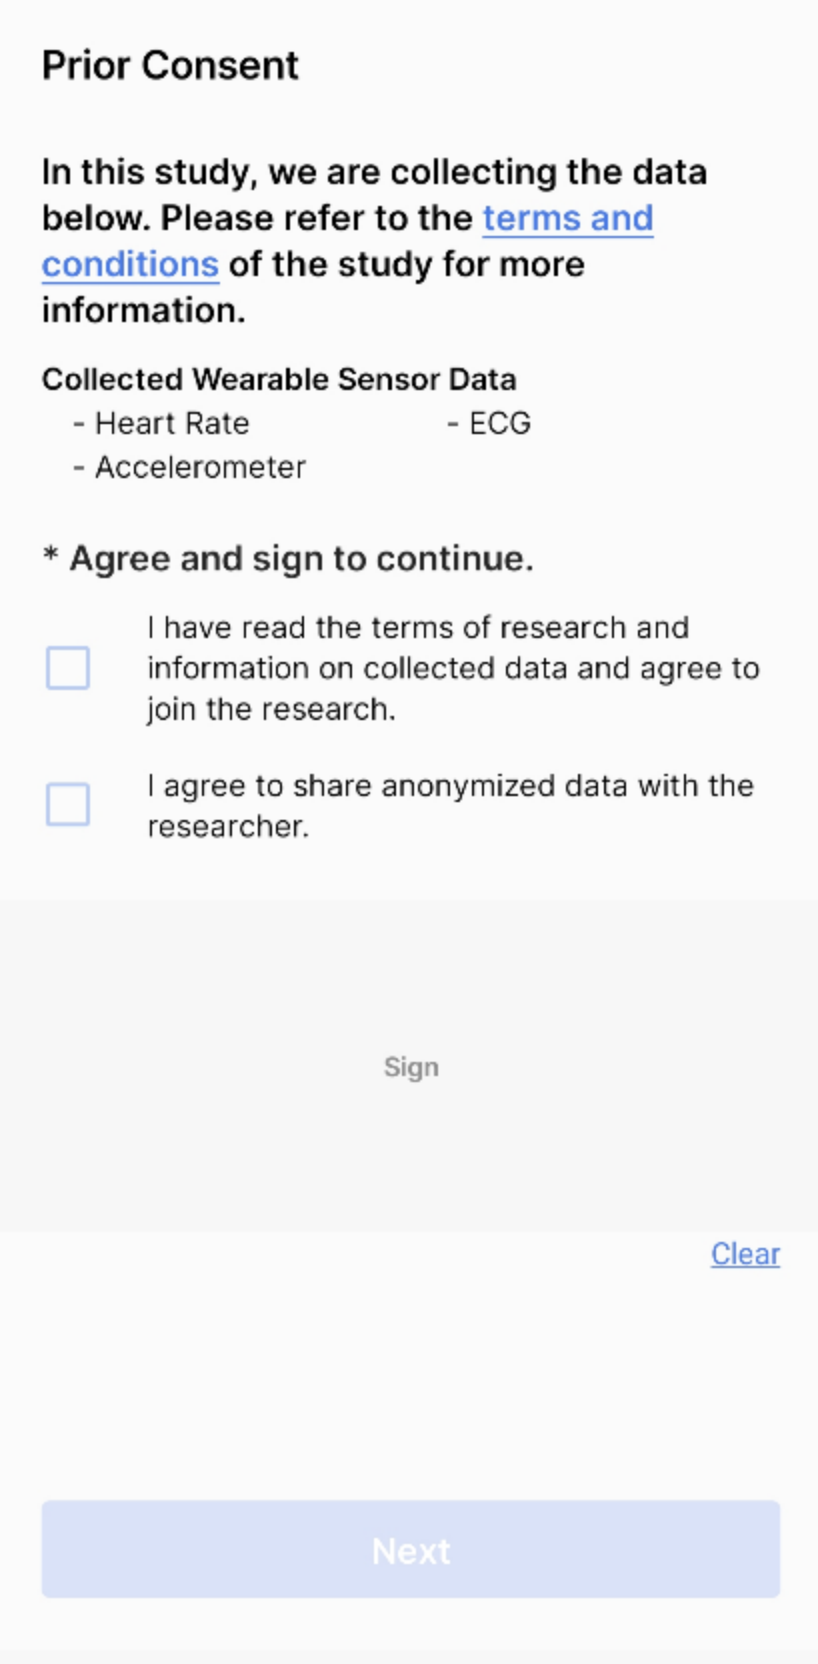 Prior Consent
In this study, we are collecting the data
below. Please refer to the terms and
conditions of the study for more
information.
Collected Wearable Sensor Data
- Heart Rate - ECG
- Accelerometer
* Agree and sign to continue.
I have read the terms of research and
information on collected data and agree to
join the research.
I agree to share anonymized data with the
researcher.
Sign
Clear
Next